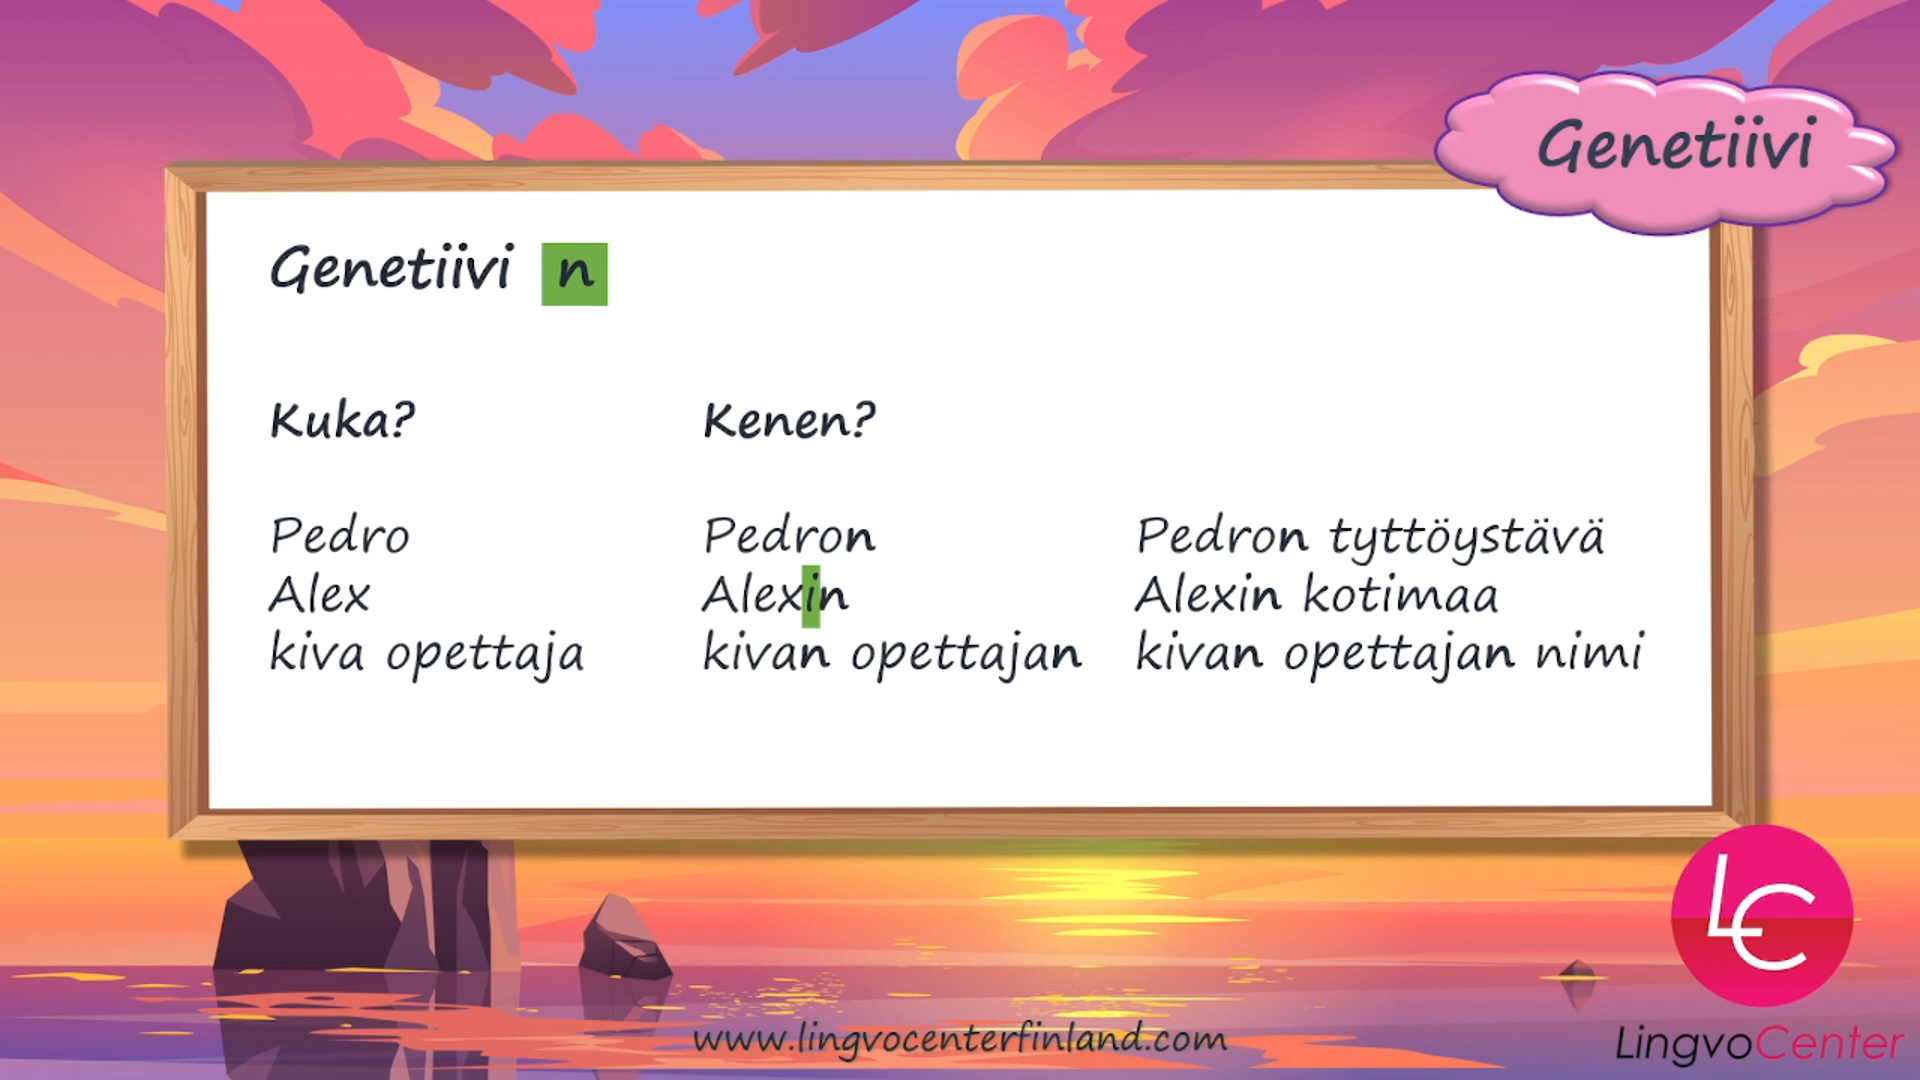 Genetiivi
Genetiivi n
Kuka? Kenen?
Pedro Pedron Pedron tyttöystävä
Alex Alexin Alexin kotimaa
kiva opettaja kivan opettajan kivan opettajan nimi
LC
www.lingvocenterfinland.com
LingvoCenter